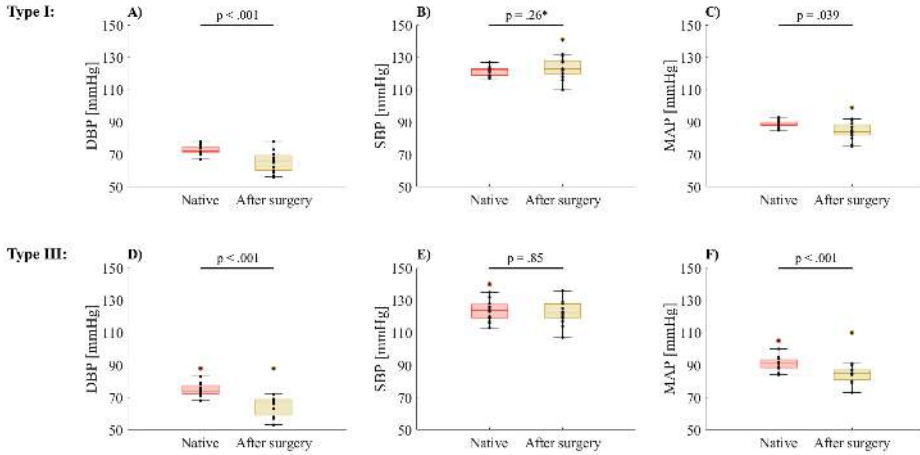 Type I:
A)
p < .001
DBP [mmHg]
150
130
110
90
70
50
Native
After surgery
B)
p = .26*
SBP [mmHg]
150
130
110
90
70
50
Native
After surgery
C)
p = .039
MAP [mmHg]
150
130
110
90
70
50
Native
After surgery
Type III:
D)
p < .001
DBP [mmHg]
150
130
110
90
70
50
Native
After surgery
E)
p = .85
SBP [mmHg]
150
130
110
90
70
50
Native
After surgery
F)
p < .001
MAP [mmHg]
150
130
110
90
70
50
Native
After surgery